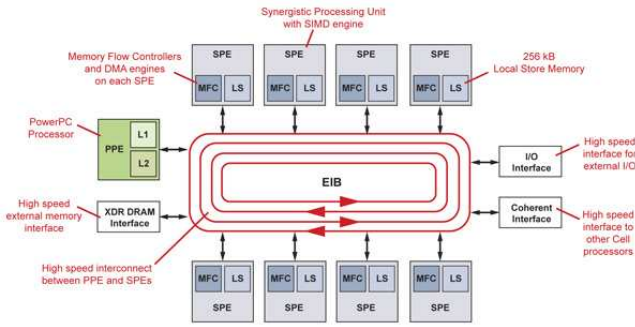 Synergistic Processing Unit
with SIMD engine
Memory Flow Controllers
and DMA engines
on each SPE
SPE
SPE
SPE
SPE
256 kB
Local Store Memory
MFC LS
MFC LS
MFC LS
MFC LS
PowerPC
Processor
PPE
L1
L2
EIB
I/O
Interface
High speed
interface for
external I/O
High speed
external memory
interface
XDR DRAM
Interface
Coherent
Interface
High speed
interface to
other Cell
processors
High speed interconnect
between PPE and SPEs
MFC LS
MFC LS
MFC LS
MFC LS
SPE
SPE
SPE
SPE